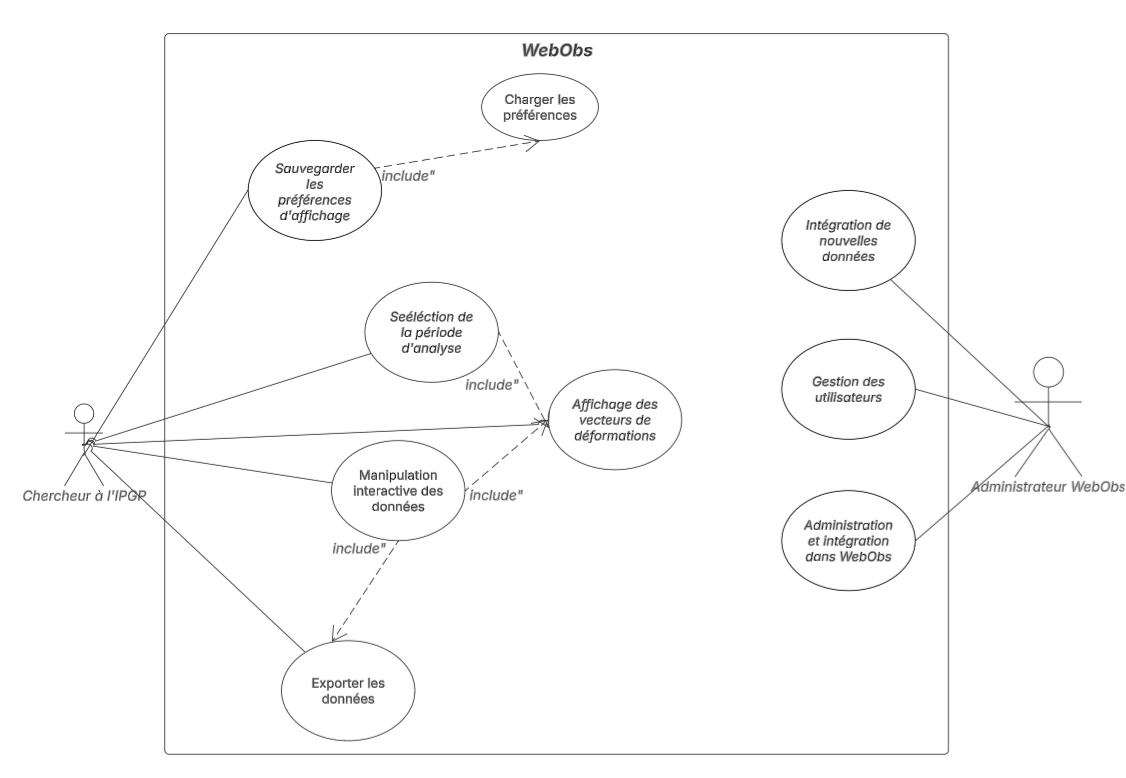 WebObs
Charger les
préférences
Sauvegarder
les
préférences
d'affichage
include"
Intégration de
nouvelles
données
Seéléction de
la période
d'analyse
include"
Gestion des
utilisateurs
Affichage des
vecteurs de
déformations
Manipulation
interactive des
données
include"
Chercheur à l'IPGP
Administrateur WebObs
include"
Administration
et intégration
dans WebObs
Exporter les
données